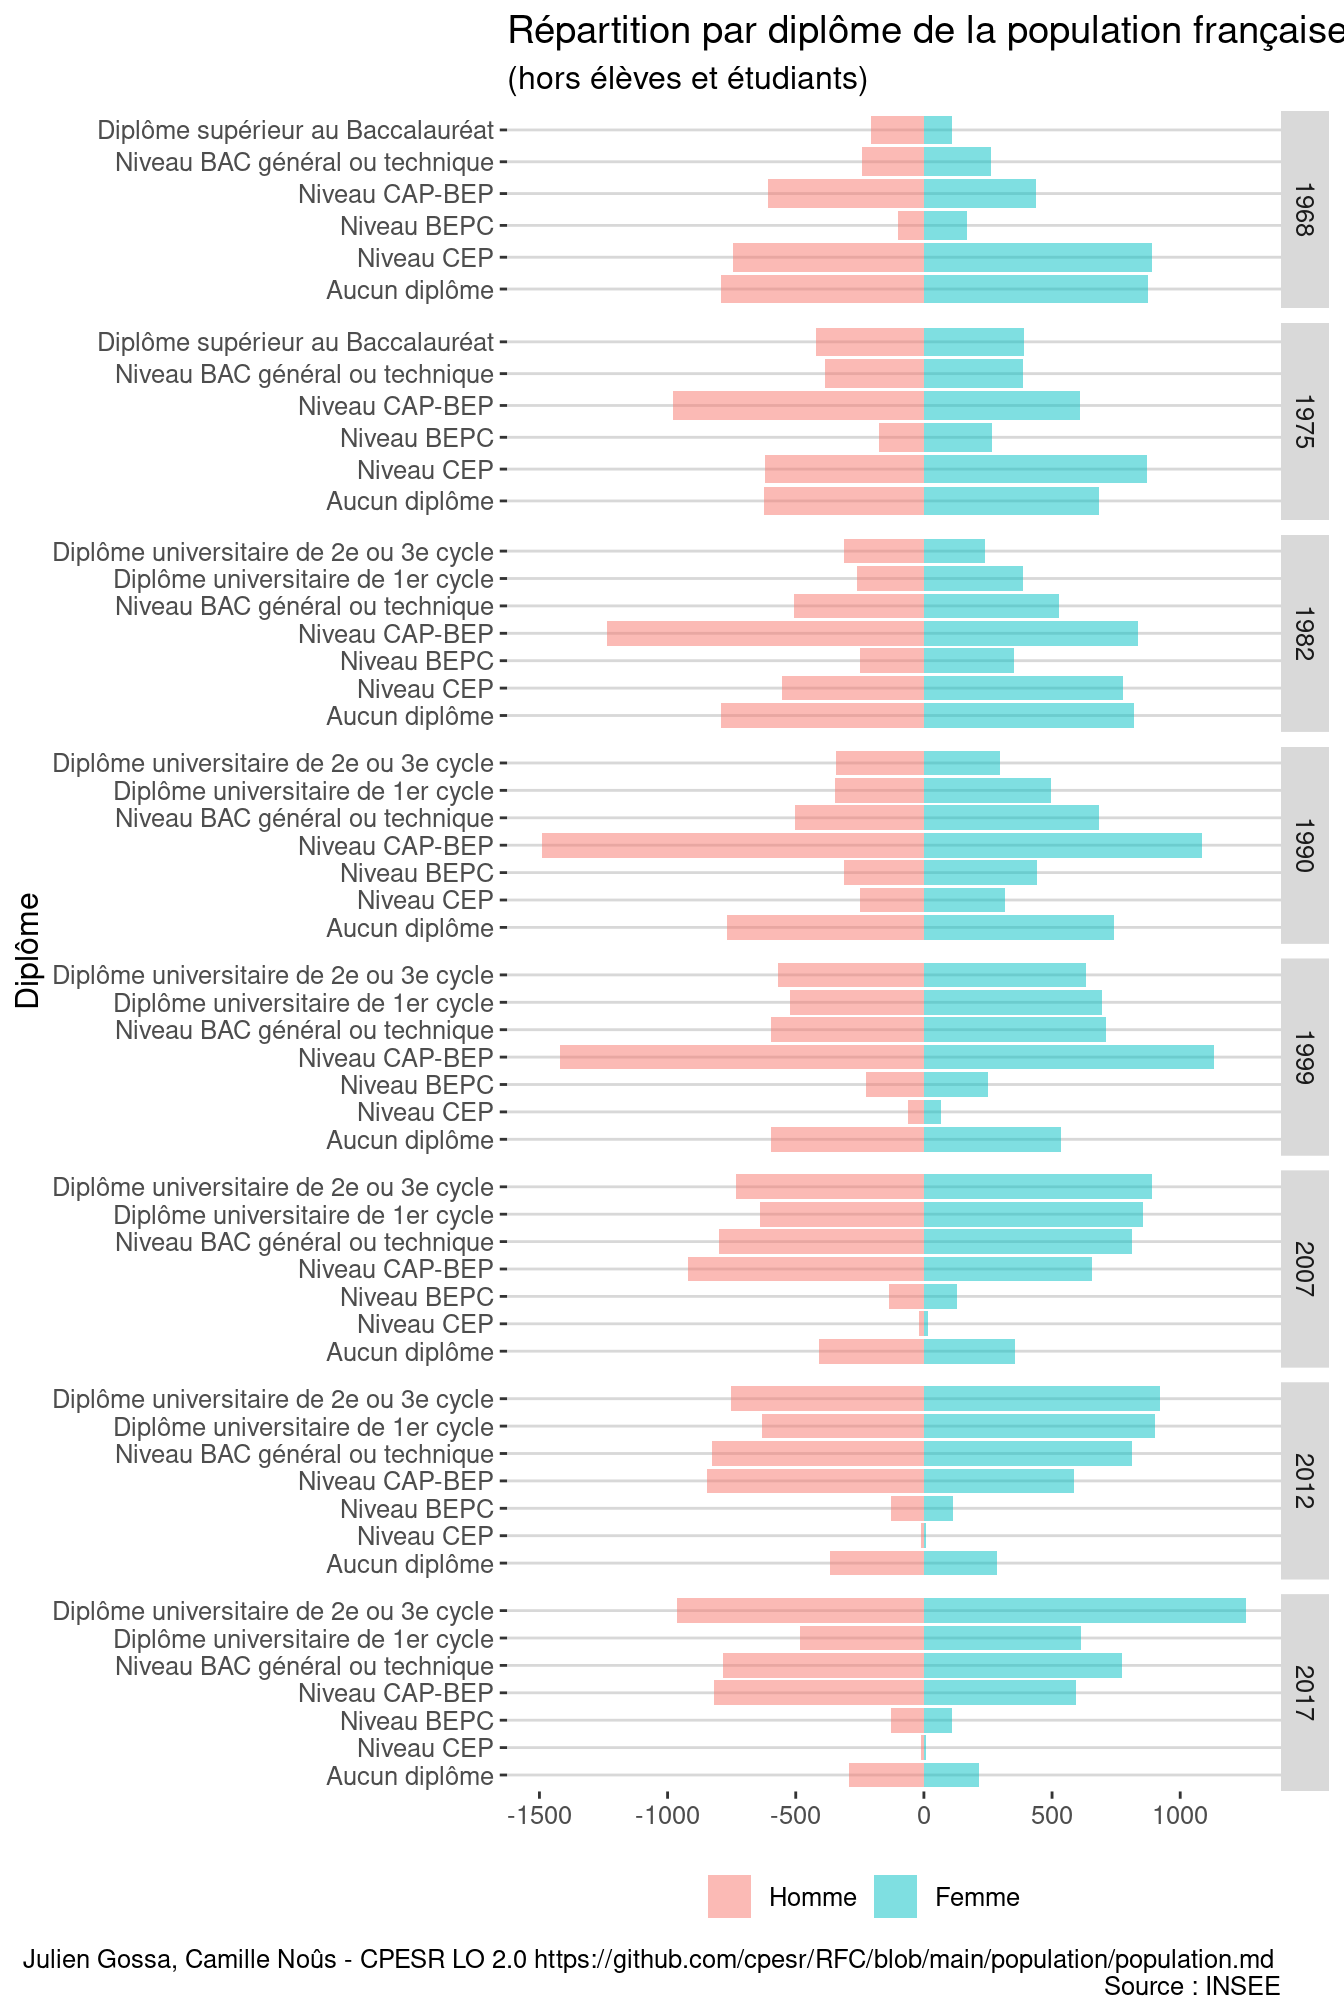 Répartition par diplôme de la population française
(hors élèves et étudiants)
Diplôme
Diplôme supérieur au Baccalauréat
Niveau BAC général ou technique
Niveau CAP-BEP
Niveau BEPC
Niveau CEP
Aucun diplôme
1968
Diplôme supérieur au Baccalauréat
Niveau BAC général ou technique
Niveau CAP-BEP
Niveau BEPC
Niveau CEP
Aucun diplôme
1975
Diplôme universitaire de 2e ou 3e cycle
Diplôme universitaire de 1er cycle
Niveau BAC général ou technique
Niveau CAP-BEP
Niveau BEPC
Niveau CEP
Aucun diplôme
1982
Diplôme universitaire de 2e ou 3e cycle
Diplôme universitaire de 1er cycle
Niveau BAC général ou technique
Niveau CAP-BEP
Niveau BEPC
Niveau CEP
Aucun diplôme
1990
Diplôme universitaire de 2e ou 3e cycle
Diplôme universitaire de 1er cycle
Niveau BAC général ou technique
Niveau CAP-BEP
Niveau BEPC
Niveau CEP
Aucun diplôme
1999
Diplôme universitaire de 2e ou 3e cycle
Diplôme universitaire de 1er cycle
Niveau BAC général ou technique
Niveau CAP-BEP
Niveau BEPC
Niveau CEP
Aucun diplôme
2007
Diplôme universitaire de 2e ou 3e cycle
Diplôme universitaire de 1er cycle
Niveau BAC général ou technique
Niveau CAP-BEP
Niveau BEPC
Niveau CEP
Aucun diplôme
2012
Diplôme universitaire de 2e ou 3e cycle
Diplôme universitaire de 1er cycle
Niveau BAC général ou technique
Niveau CAP-BEP
Niveau BEPC
Niveau CEP
Aucun diplôme
2017
-1500 -1000 -500 0 500 1000
Homme Femme
Julien Gossa, Camille Noûs - CPESR LO 2.0 https://github.com/cpesr/RFC/blob/main/population/population.md
Source : INSEE